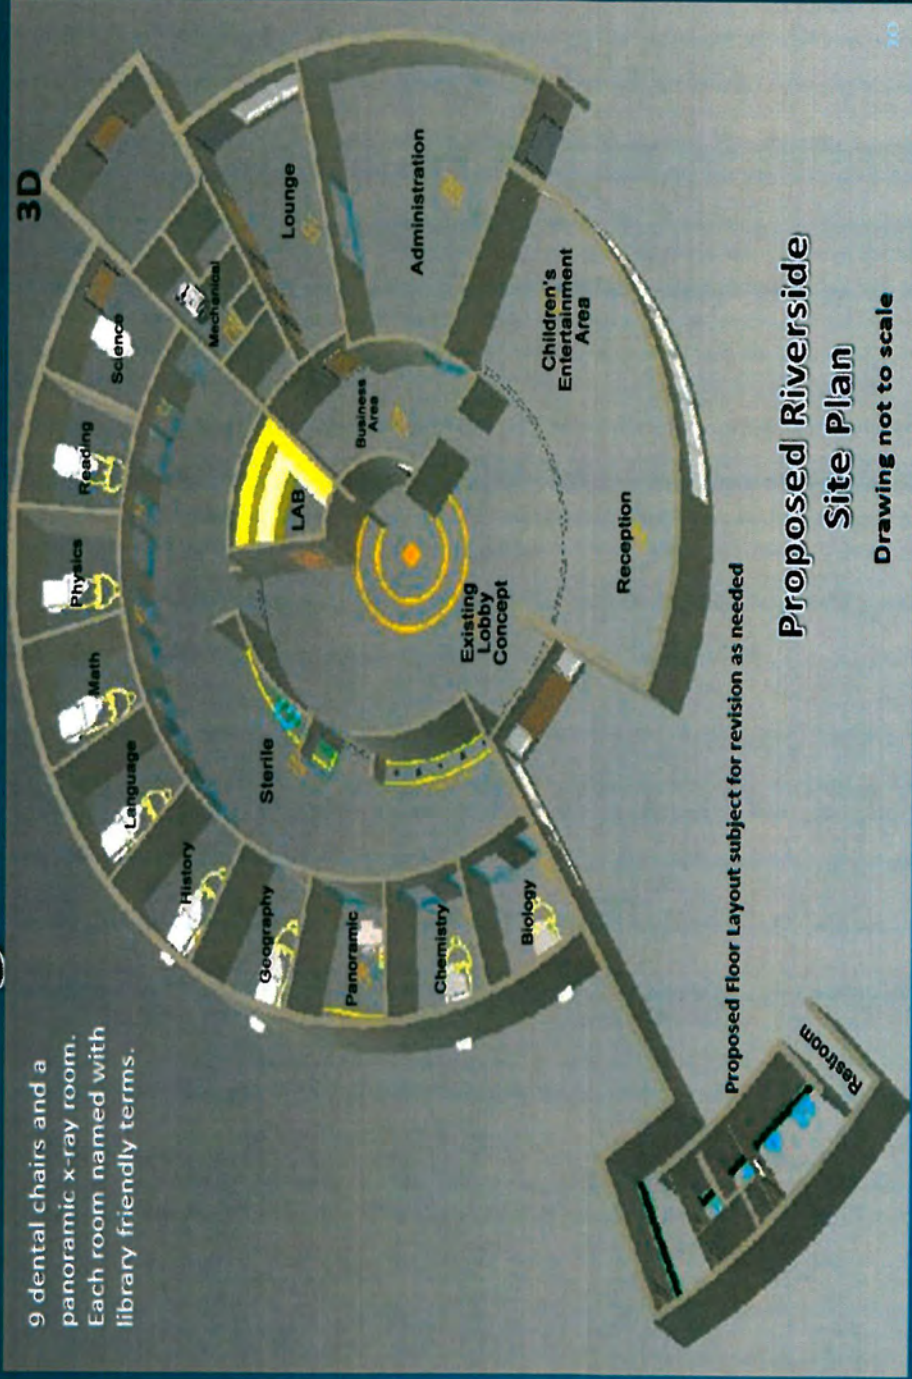 3D
9 dental chairs and a
panoramic x-ray room.
Each room named with
library friendly terms.
Science
Reading
Physics
Math
Language
History
Geography
Panoramic
Chemistry
Biology
Mechanical
Lounge
Administration
Business
Area
LAB
Sterile
Existing
Lobby
Concept
Children's
Entertainment
Area
Reception
Restroom
Proposed Floor Layout subject for revision as needed
Proposed Riverside
Site Plan
Drawing not to scale